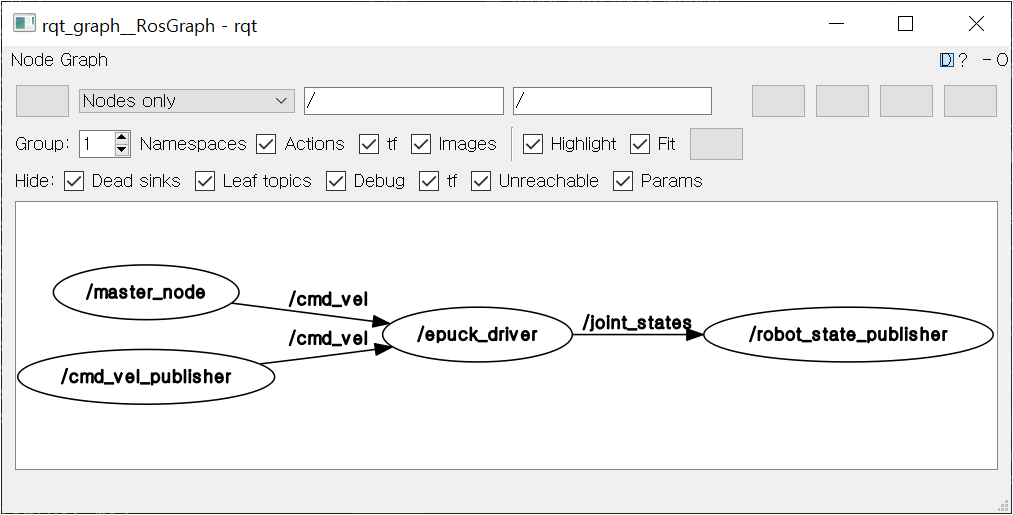 rqt_graph__RosGraph - rqt
Node Graph D? - O
Nodes only / /
Group: 1 Namespaces Actions tf Images Highlight Fit
Hide: Dead sinks Leaf topics Debug tf Unreachable Params
/master_node
/cmd_vel
/joint_states
/cmd_vel
/epuck_driver
/robot_state_publisher
/cmd_vel_publisher